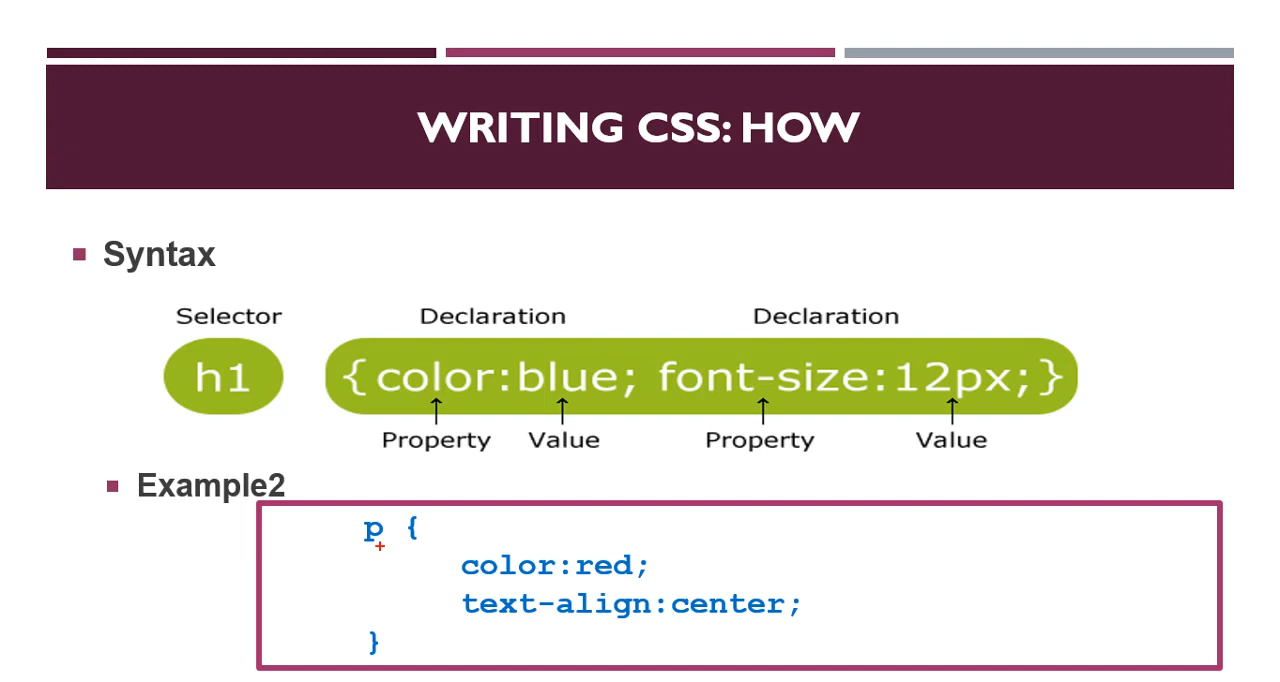 WRITING CSS: HOW
Syntax
Selector Declaration Declaration
h1 {color:blue; font-size:12px;}
Property Value Property Value
Example2
p {
color:red;
text-align:center;
}